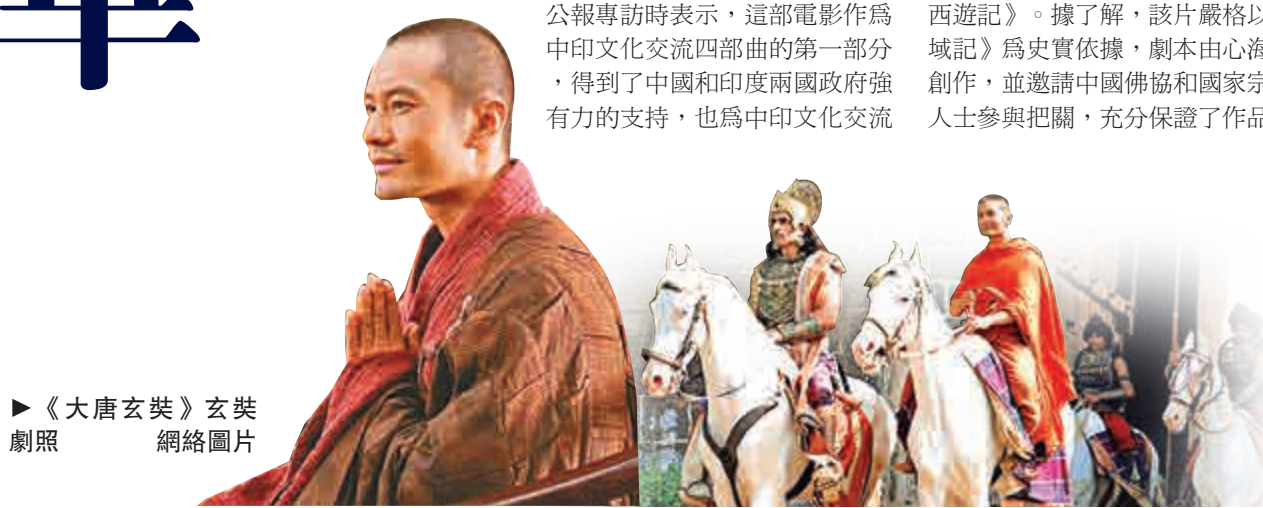 華
公報專訪時表示，這部電影作爲
中印文化交流四部曲的第一部分
，得到了中國和印度兩國政府強
有力的支持，也爲中印文化交流
西遊記》。據了解，該片嚴格以
域記》爲史實依據，劇本由心海
創作，並邀請中國佛協和國家宗
人士參與把關，充分保證了作品
▶《大唐玄奘》玄奘
劇照　網絡圖片